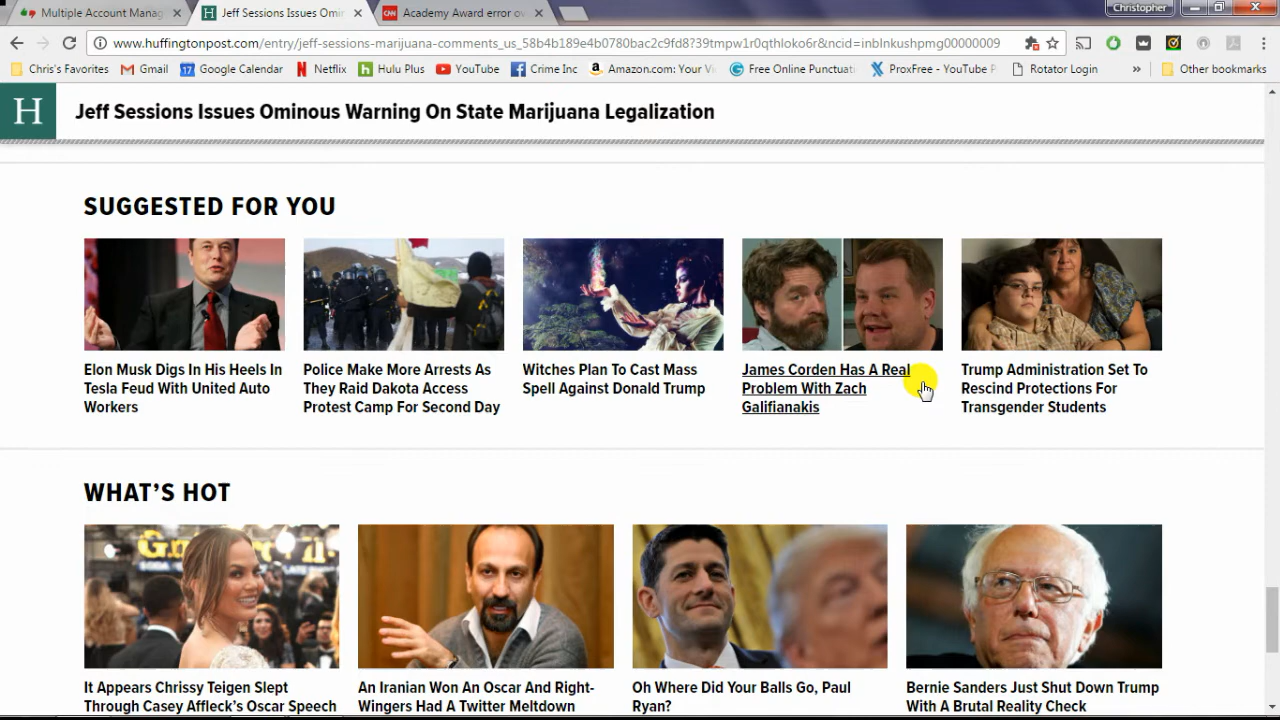 Multiple Account Manag
Jeff Sessions Issues Omin
Academy Award error ov
Christopher
www.huffingtonpost.com/entry/jeff-sessions-marijuana-comments_us_58b4b189e4b0780bac2c9fd8?39tmpw1r0qthloko6r&ncid=inblnkushpmg00000009
Chris's Favorites
Gmail
Google Calendar
Netflix
Hulu Plus
YouTube
Crime Inc
Amazon.com: Your Vi
Free Online Punctuati
ProxFree - YouTube P
Rotator Login
»
Other bookmarks
H
Jeff Sessions Issues Ominous Warning On State Marijuana Legalization
SUGGESTED FOR YOU
Elon Musk Digs In His Heels In
Tesla Feud With United Auto
Workers
Police Make More Arrests As
They Raid Dakota Access
Protest Camp For Second Day
Witches Plan To Cast Mass
Spell Against Donald Trump
James Corden Has A Real
Problem With Zach
Galifianakis
Trump Administration Set To
Rescind Protections For
Transgender Students
WHAT'S HOT
It Appears Chrissy Teigen Slept
Through Casey Affleck's Oscar Speech
An Iranian Won An Oscar And Right-
Wingers Had A Twitter Meltdown
Oh Where Did Your Balls Go, Paul
Ryan?
Bernie Sanders Just Shut Down Trump
With A Brutal Reality Check